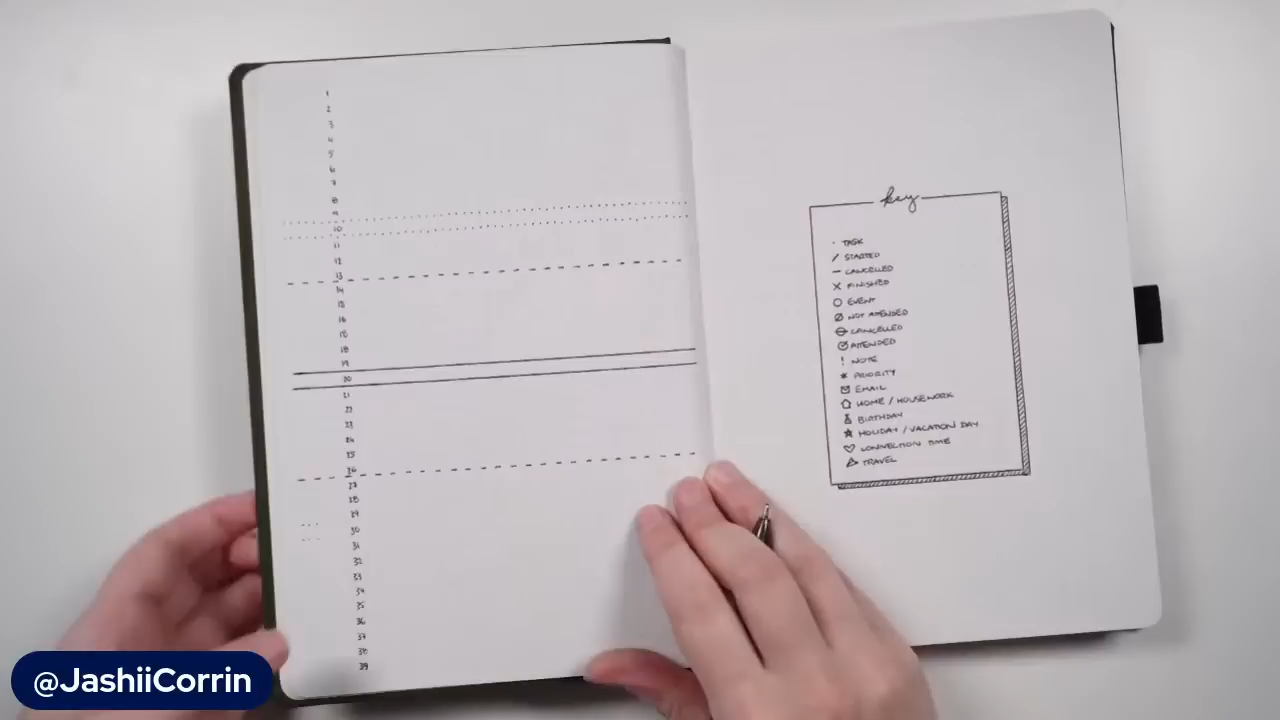 1
2
3
4
5
6
7
8
9
10
11
12
13
14
15
16
17
18
19
20
21
22
23
24
25
26
27
28
29
30
31
32
33
34
35
36
37
38
39
key
· TASK
/ STARTED
— CANCELLED
X FINISHED
○ EVENT
NOT ATTENDED
CANCELLED
ATTENDED
! NOTE
* PRIORITY
EMAIL
HOME / HOUSEWORK
BIRTHDAY
★ HOLIDAY / VACATION DAY
♡ CONNECTION TIME
TRAVEL
@JashiiCorrin